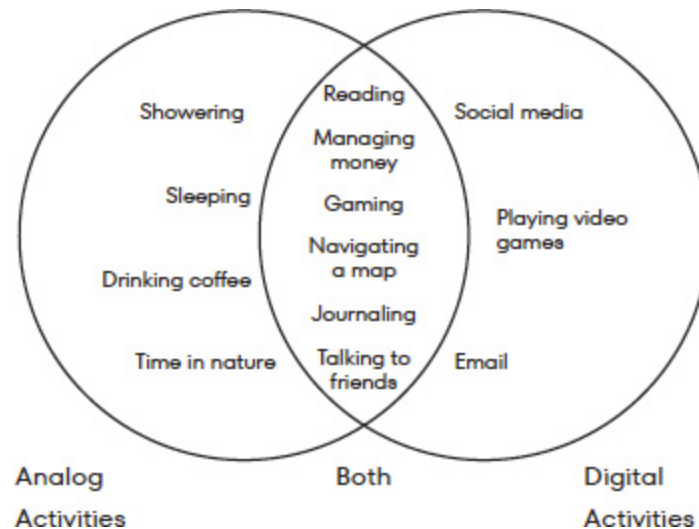 Showering
Sleeping
Drinking coffee
Time in nature
Reading
Managing
money
Gaming
Navigating
a map
Journaling
Talking to
friends
Social media
Playing video
games
Email
Analog
Activities
Both
Digital
Activities